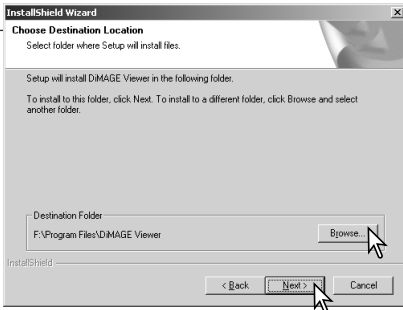 InstallShield Wizard
Choose Destination Location
Select folder where Setup will install files.
Setup will install DiMAGE Viewer in the following folder.
To install to this folder, click Next. To install to a different folder, click Browse and select
another folder.
Destination Folder
F:\Program Files\DiMAGE Viewer
Browse...
InstallShield
< Back
Next >
Cancel